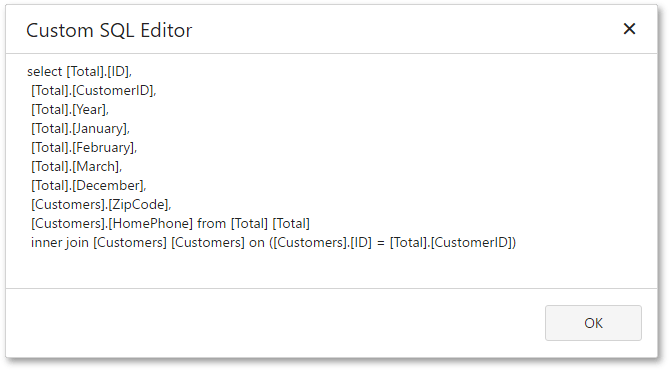 Custom SQL Editor
select [Total].[ID],
[Total].[CustomerID],
[Total].[Year],
[Total].[January],
[Total].[February],
[Total].[March],
[Total].[December],
[Customers].[ZipCode],
[Customers].[HomePhone] from [Total] [Total]
inner join [Customers] [Customers] on ([Customers].[ID] = [Total].[CustomerID])
OK